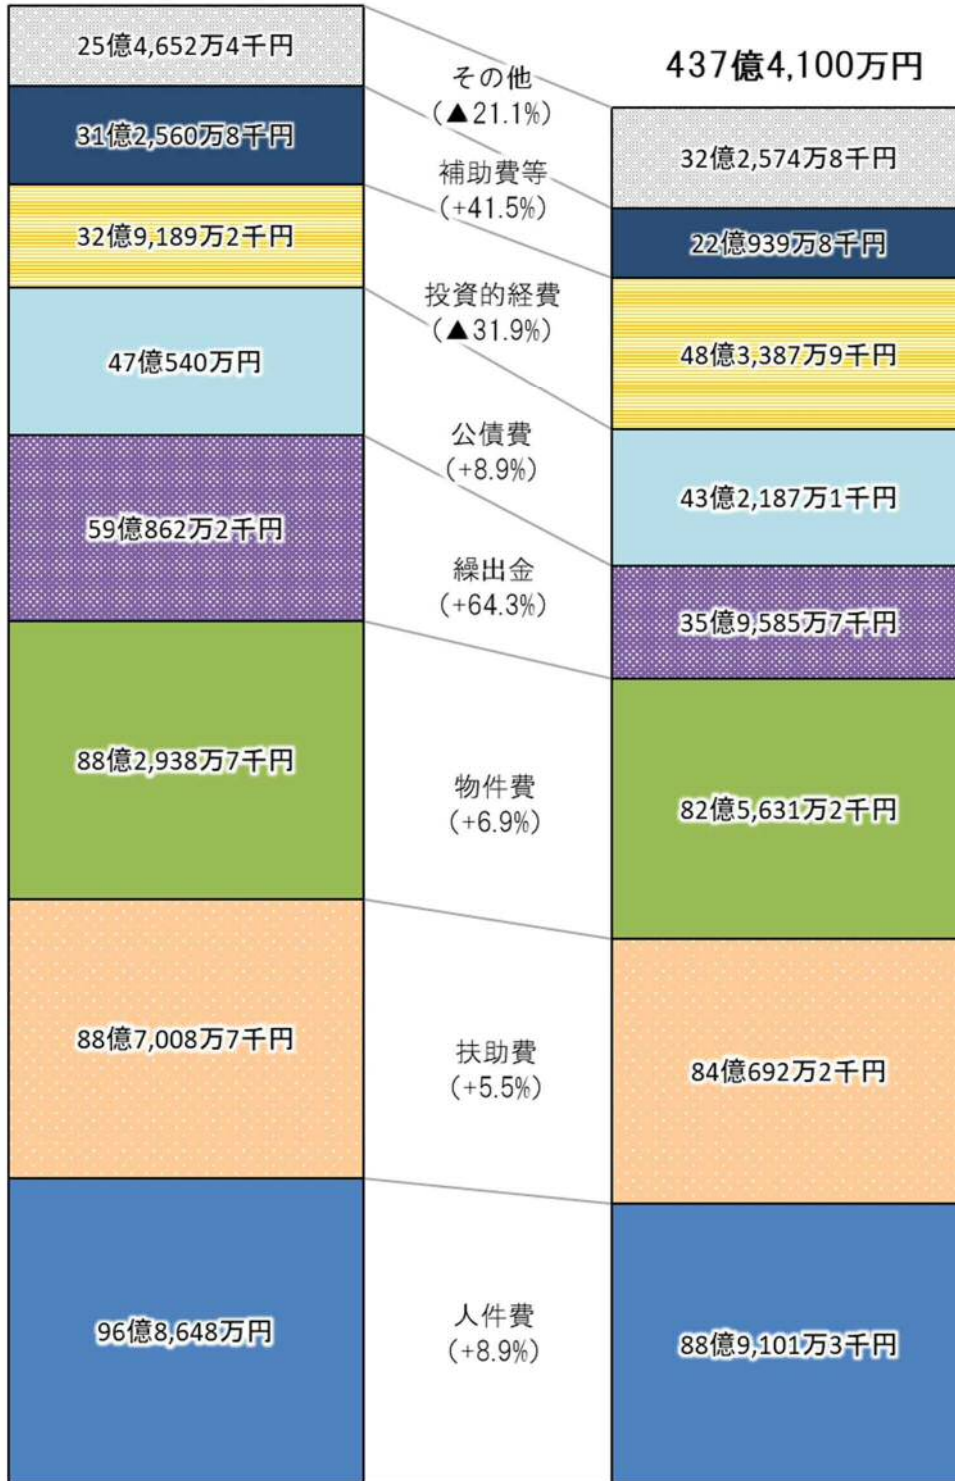 25億4,652万4千円
31億2,560万8千円
32億9,189万2千円
47億540万円
59億862万2千円
88億2,938万7千円
88億7,008万7千円
96億8,648万円
その他
(▲21.1%)
補助費等
(+41.5%)
投資的経費
(▲31.9%)
公債費
(+8.9%)
繰出金
(+64.3%)
物件費
(+6.9%)
扶助費
(+5.5%)
人件費
(+8.9%)
437億4,100万円
32億2,574万8千円
22億939万8千円
48億3,387万9千円
43億2,187万1千円
35億9,585万7千円
82億5,631万2千円
84億692万2千円
88億9,101万3千円